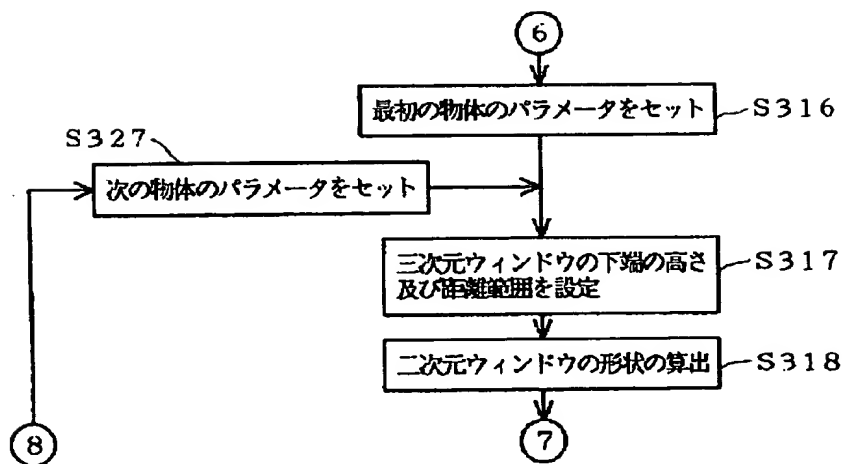 6
最初の物体のパラメータをセット
S316
S327
次の物体のパラメータをセット
三次元ウィンドウの下端の高さ
及び距離範囲を設定
S317
二次元ウィンドウの形状の算出
S318
8
7